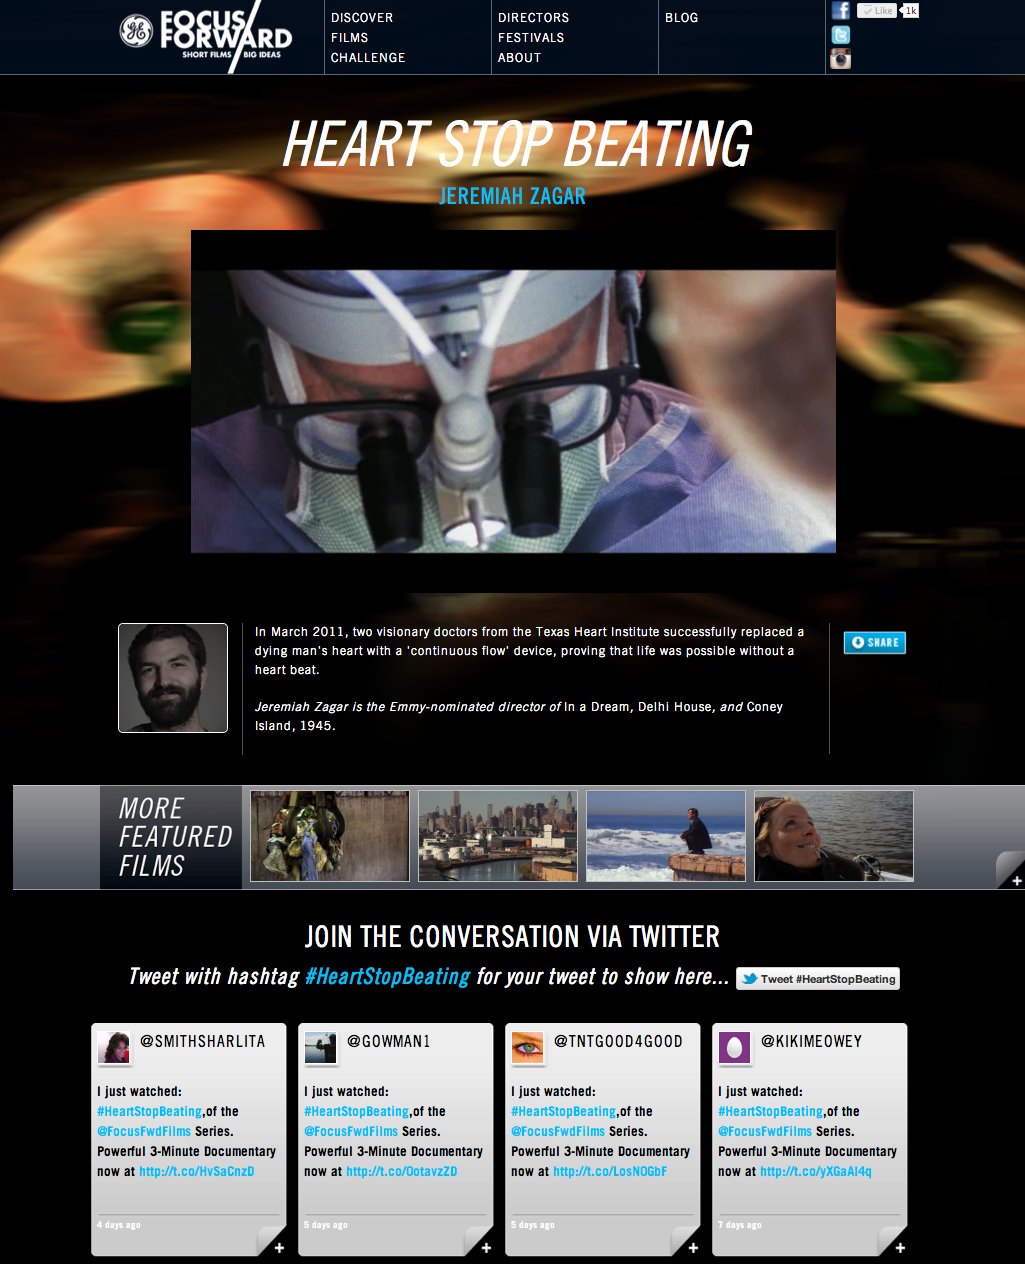 FOCUS/
FORWARD
SHORT FILMS / BIG IDEAS
DISCOVER
FILMS
CHALLENGE
DIRECTORS
FESTIVALS
ABOUT
BLOG
Like 1k
HEART STOP BEATING
JEREMIAH ZAGAR
In March 2011, two visionary doctors from the Texas Heart Institute successfully replaced a
dying man's heart with a 'continuous flow' device, proving that life was possible without a
heart beat.
Jeremiah Zagar is the Emmy-nominated director of In a Dream, Delhi House, and Coney
Island, 1945.
SHARE
MORE
FEATURED
FILMS
JOIN THE CONVERSATION VIA TWITTER
Tweet with hashtag #HeartStopBeating for your tweet to show here...
Tweet #HeartStopBeating
@SMITHSHARLITA
I just watched:
#HeartStopBeating,of the
@FocusFwdFilms Series.
Powerful 3-Minute Documentary
now at http://t.co/HvSaCnzD
4 days ago
@GOWMAN1
I just watched:
#HeartStopBeating,of the
@FocusFwdFilms Series.
Powerful 3-Minute Documentary
now at http://t.co/OotavzZD
5 days ago
@TNTGOOD4GOOD
I just watched:
#HeartStopBeating,of the
@FocusFwdFilms Series.
Powerful 3-Minute Documentary
now at http://t.co/LosNOGbF
5 days ago
@KIKIMEOWEY
I just watched:
#HeartStopBeating,of the
@FocusFwdFilms Series.
Powerful 3-Minute Documentary
now at http://t.co/yXGaAl4q
7 days ago